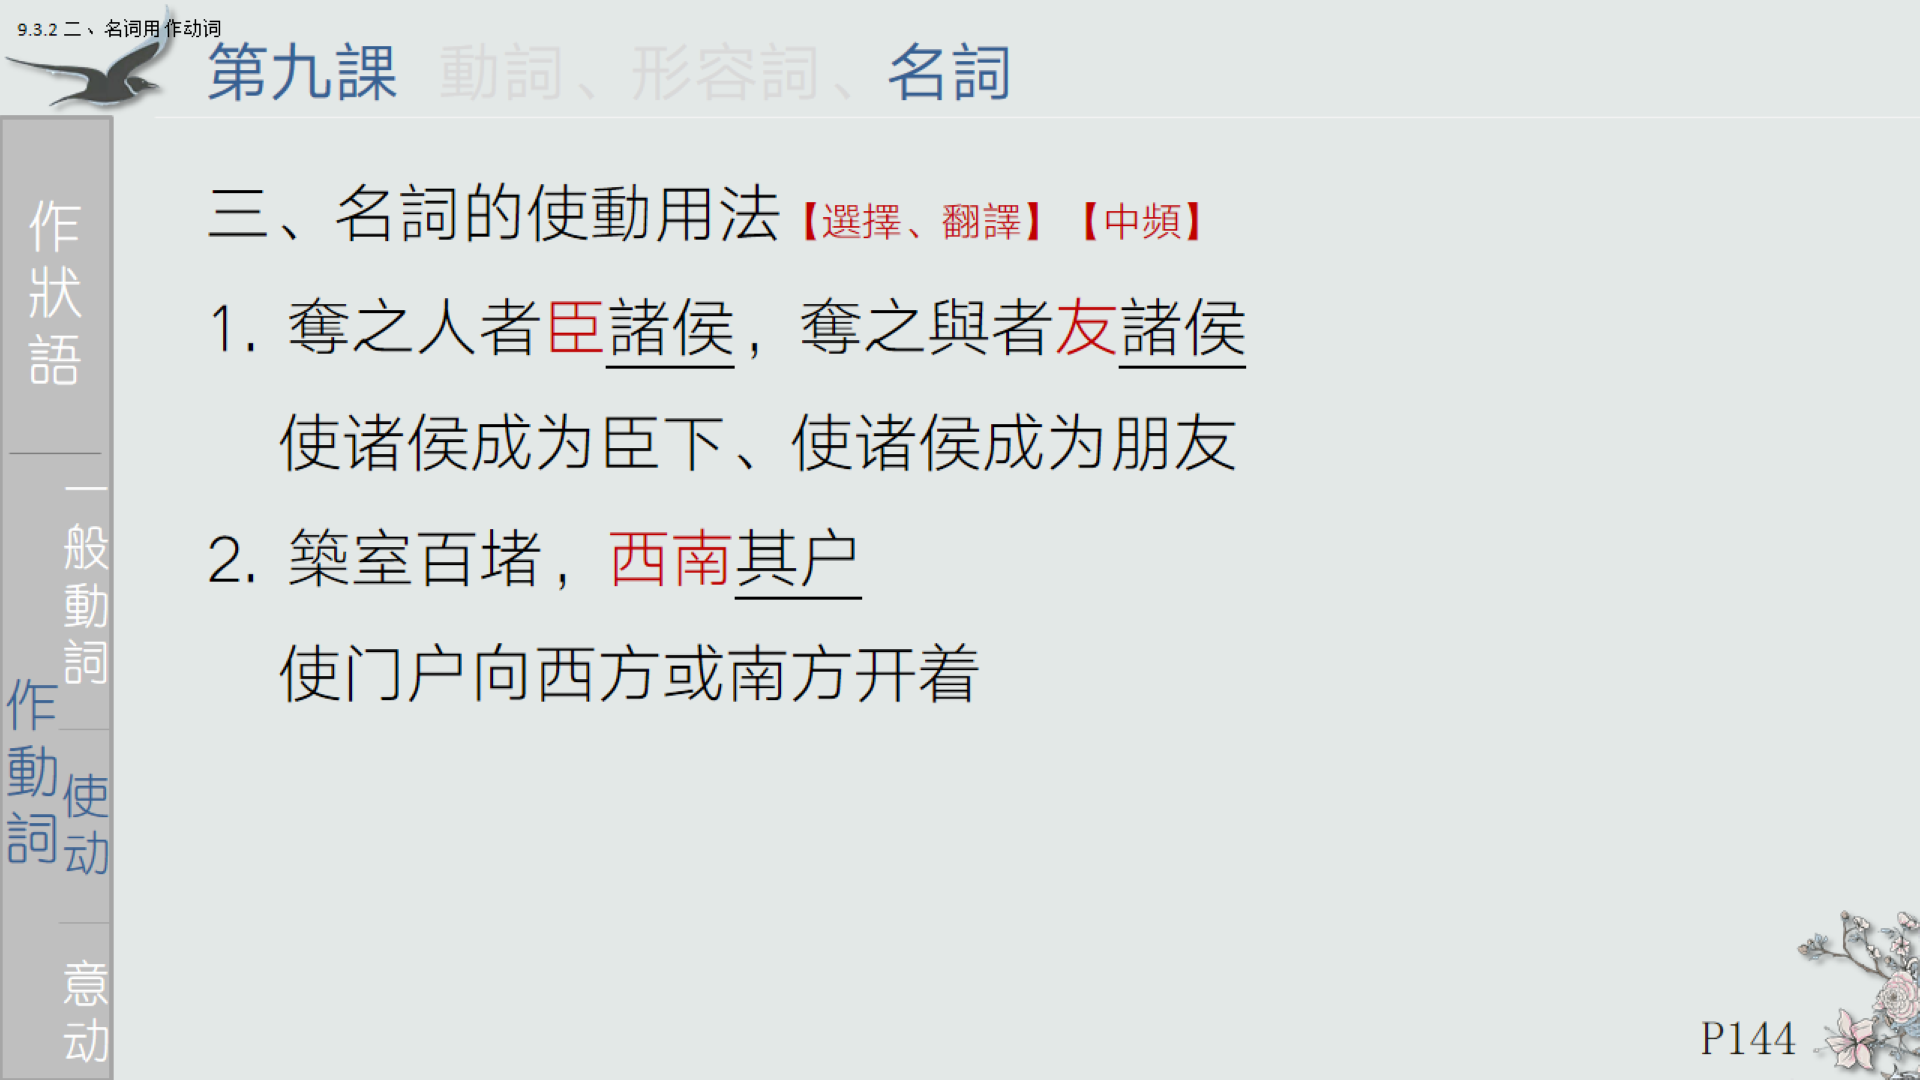 9.3.2 二、名词用作动词
第九課 動詞、形容詞、名詞
作狀語
一般動詞
作動詞
使动
意动
三、名詞的使動用法【選擇、翻譯】【中頻】
1. 奪之人者臣諸侯，奪之與者友諸侯
使诸侯成为臣下、使诸侯成为朋友
2. 築室百堵，西南其户
使门户向西方或南方开着
P144